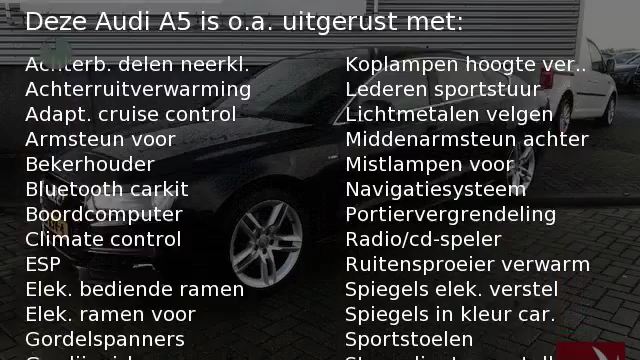 Deze Audi A5 is o.a. uitgerust met:
Achterb. delen neerkl.
Achterruitverwarming
Adapt. cruise control
Armsteun voor
Bekerhouder
Bluetooth carkit
Boordcomputer
Climate control
ESP
Elek. bediende ramen
Elek. ramen voor
Gordelspanners
Koplampen hoogte ver..
Lederen sportstuur
Lichtmetalen velgen
Middenarmsteun achter
Mistlampen voor
Navigatiesysteem
Portiervergrendeling
Radio/cd-speler
Ruitensproeier verwarm
Spiegels elek. verstel
Spiegels in kleur car.
Sportstoelen